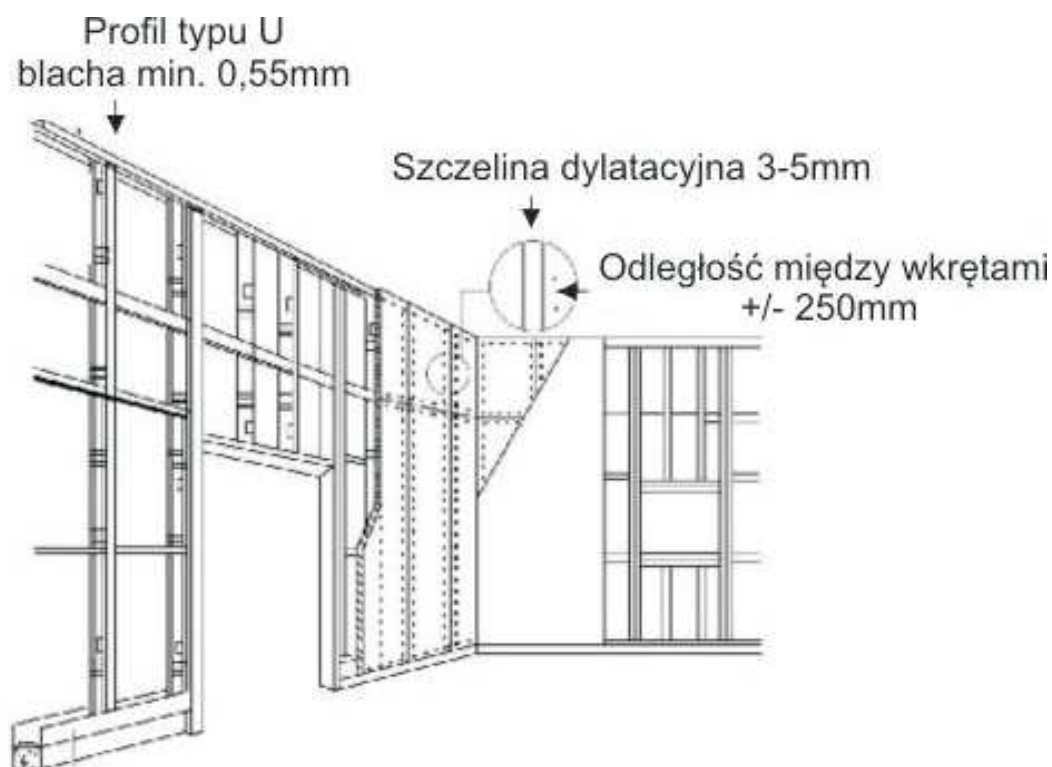 Profil typu U
blacha min. 0,55mm
Szczelina dylatacyjna 3-5mm
Odległość między wkrętami
+/- 250mm